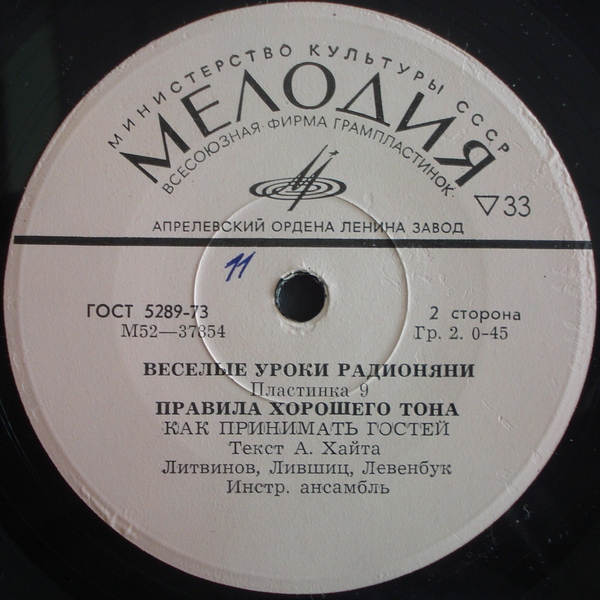 МИНИСТЕРСТВО КУЛЬТУРЫ СССР
МЕЛОДИЯ
ВСЕСОЮЗНАЯ ФИРМА ГРАМПЛАСТИНОК
▽33
АПРЕЛЕВСКИЙ ОРДЕНА ЛЕНИНА ЗАВОД
11
ГОСТ 5289-73
2 сторона
М52—37354
Гр. 2. 0-45
ВЕСЕЛЫЕ УРОКИ РАДИОНЯНИ
Пластинка 9
ПРАВИЛА ХОРОШЕГО ТОНА
КАК ПРИНИМАТЬ ГОСТЕЙ
Текст А. Хайта
Литвинов, Лившиц, Левенбук
Инстр. ансамбль